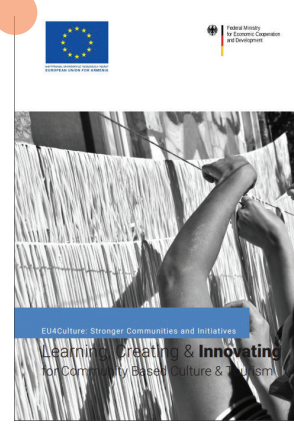 EUROPEAN UNION FOR ARMENIA
Federal Ministry
for Economic Cooperation
and Development
EU4Culture: Stronger Communities and Initiatives
Learning, Creating & Innovating
for Community Based Culture & Tourism